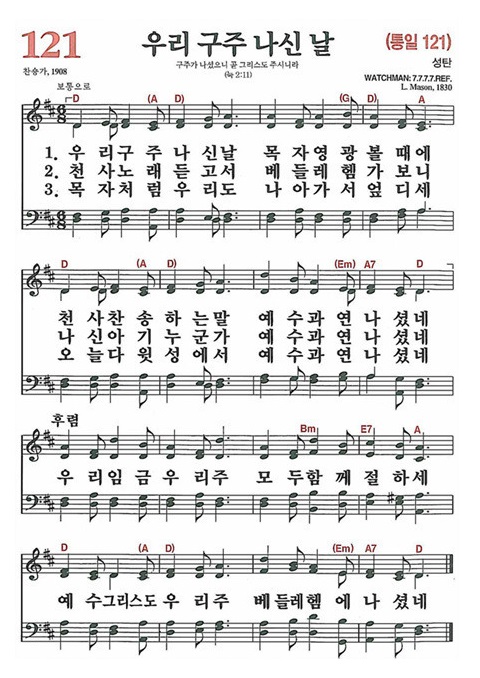 121
우리 구주 나신 날
(통일 121)
구주가 나셨으니 곧 그리스도 주시니라
(눅 2:11)
성탄
찬송가, 1908
WATCHMAN: 7.7.7.7.REF.
L. Mason, 1830
보통으로
D (A D) (G D) A
1. 우 리 구 주 나 신 날 목 자 영 광 볼 때 에
2. 천 사 노 래 듣 고 서 베 들 레 헴 가 보 니
3. 목 자 처 럼 우 리 도 나 아 가 서 엎 디 세
D (A D) (Em) A7 D
천 사 찬 송 하 는 말 예 수 과 연 나 셨 네
나 신 아 기 누 군 가 예 수 과 연 나 셨 네
오 늘 다 윗 성 에 서 예 수 과 연 나 셨 네
후렴
Bm E7 A
우 리 임 금 우 리 주 모 두 함 께 절 하 세
D (A D) (Em) A7 D
예 수 그리스도 우 리 주 베 들 레 헴 에 나 셨 네